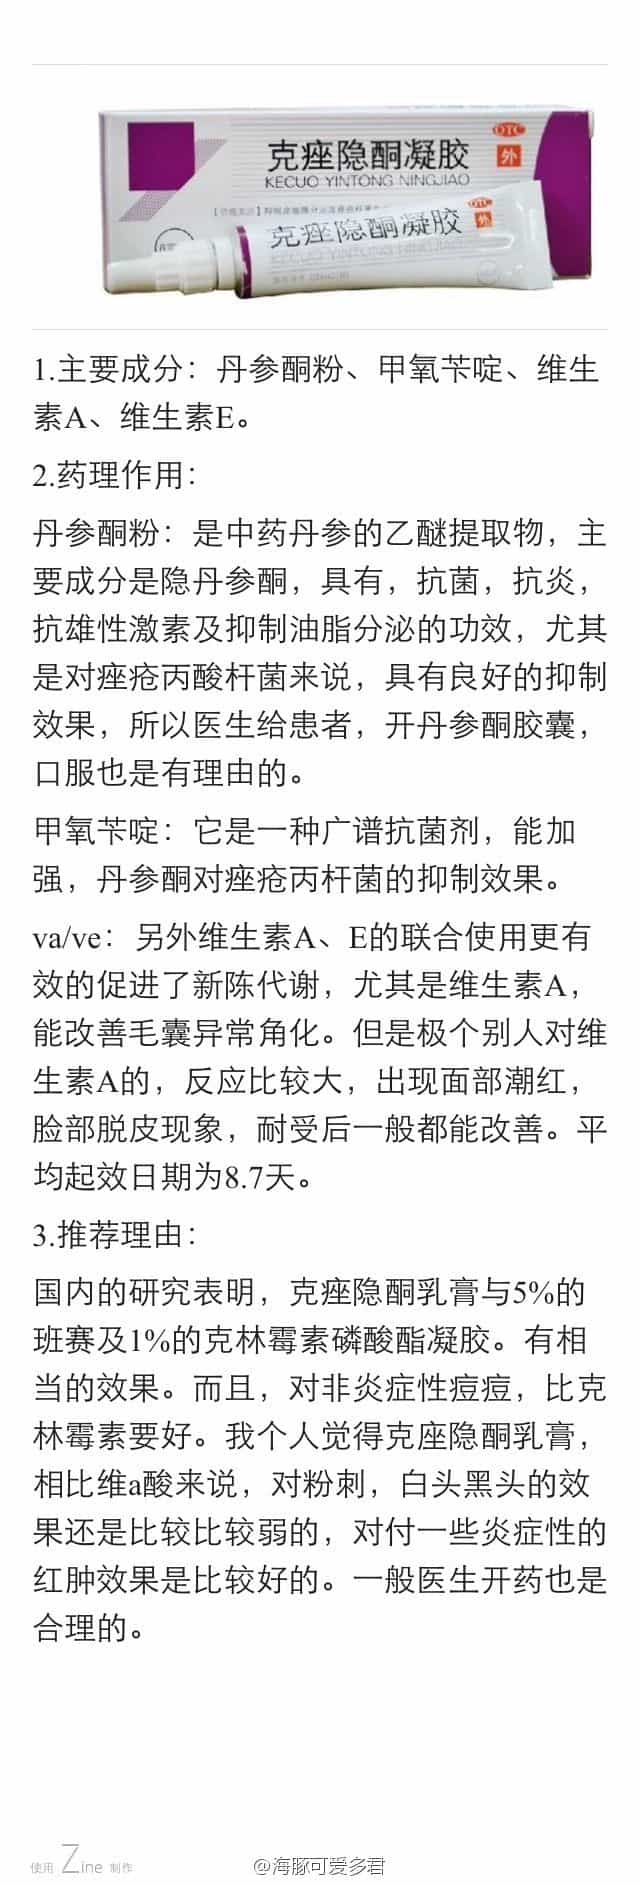 克痤隐酮凝胶
OTC
外
KECUO YINTONG NINGJIAO
克痤隐酮凝胶
OTC
外
KECUO YINTONG NINGJIAO
1.主要成分：丹参酮粉、甲氧苄啶、维生
素A、维生素E。
2.药理作用：
丹参酮粉：是中药丹参的乙醚提取物，主
要成分是隐丹参酮，具有，抗菌，抗炎，
抗雄性激素及抑制油脂分泌的功效，尤其
是对痤疮丙酸杆菌来说，具有良好的抑制
效果，所以医生给患者，开丹参酮胶囊，
口服也是有理由的。
甲氧苄啶：它是一种广谱抗菌剂，能加
强，丹参酮对痤疮丙杆菌的抑制效果。
va/ve：另外维生素A、E的联合使用更有
效的促进了新陈代谢，尤其是维生素A，
能改善毛囊异常角化。但是极个别人对维
生素A的，反应比较大，出现面部潮红，
脸部脱皮现象，耐受后一般都能改善。平
均起效日期为8.7天。
3.推荐理由：
国内的研究表明，克痤隐酮乳膏与5%的
班赛及1%的克林霉素磷酸酯凝胶。有相
当的效果。而且，对非炎症性痘痘，比克
林霉素要好。我个人觉得克座隐酮乳膏，
相比维a酸来说，对粉刺，白头黑头的效
果还是比较比较弱的，对付一些炎症性的
红肿效果是比较好的。一般医生开药也是
合理的。
使用 Zine 制作
@海豚可爱多君